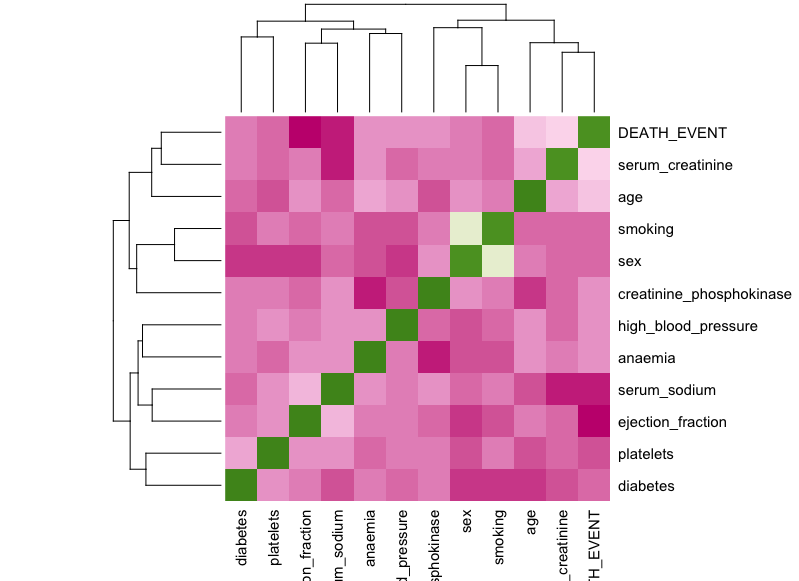 DEATH_EVENT
serum_creatinine
age
smoking
sex
creatinine_phosphokinase
high_blood_pressure
anaemia
serum_sodium
ejection_fraction
platelets
diabetes
diabetes
platelets
on_fraction
um_sodium
anaemia
d_pressure
sphokinase
sex
smoking
age
_creatinine
TH_EVENT